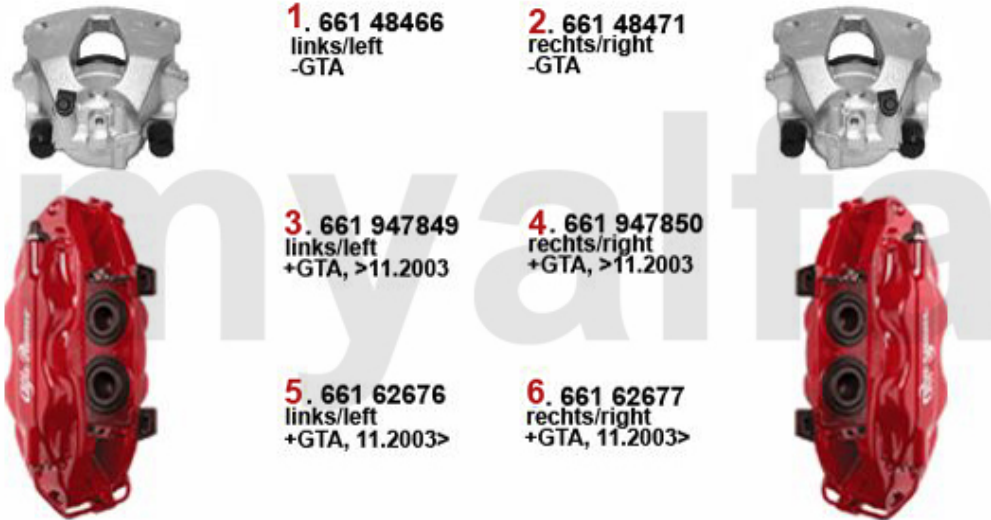 1. 661 48466
links/left
-GTA
2. 661 48471
rechts/right
-GTA
3. 661 947849
links/left
+GTA, >11.2003
4. 661 947850
rechts/right
+GTA, >11.2003
5. 661 62676
links/left
+GTA, 11.2003>
6. 661 62677
rechts/right
+GTA, 11.2003>
myalfa
Alfa Romeo